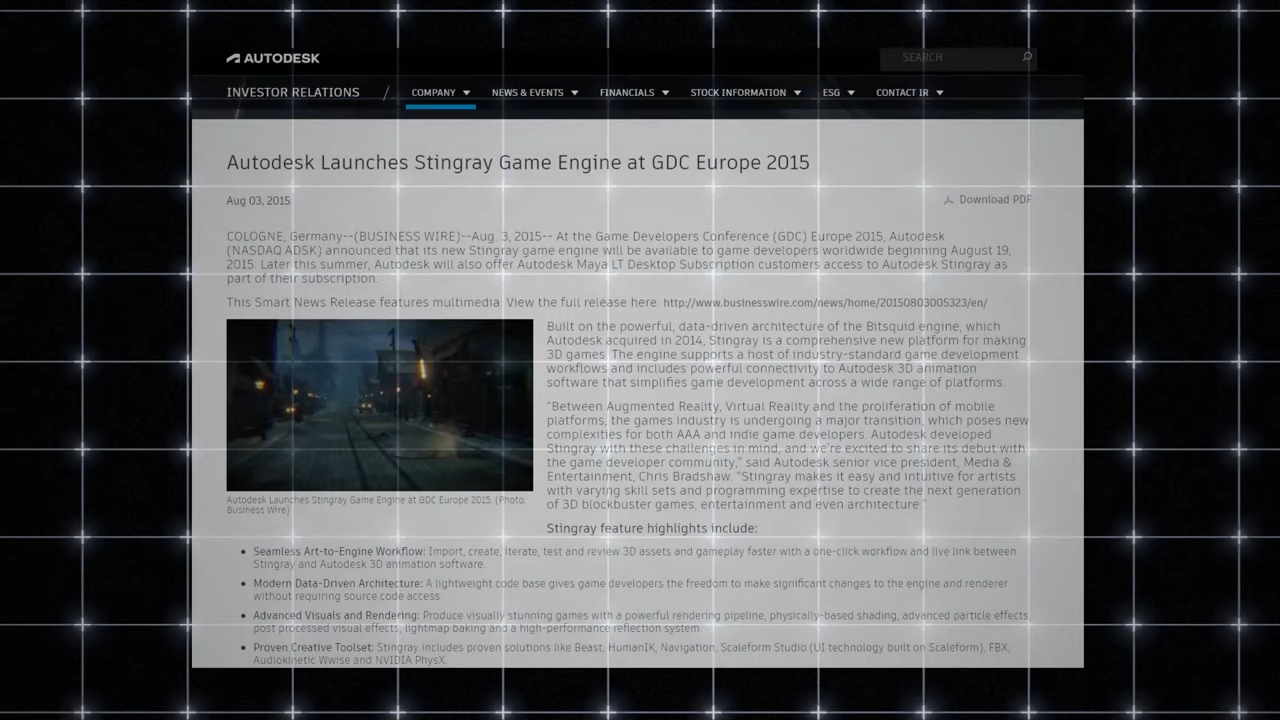 AUTODESK
SEARCH
INVESTOR RELATIONS / COMPANY NEWS & EVENTS FINANCIALS STOCK INFORMATION ESG CONTACT IR
Autodesk Launches Stingray Game Engine at GDC Europe 2015
Aug 03, 2015
Download PDF
COLOGNE, Germany--(BUSINESS WIRE)--Aug. 3, 2015-- At the Game Developers Conference (GDC) Europe 2015, Autodesk
(NASDAQ:ADSK) announced that its new Stingray game engine will be available to game developers worldwide beginning August 19,
2015. Later this summer, Autodesk will also offer Autodesk Maya LT Desktop Subscription customers access to Autodesk Stingray as
part of their subscription.
This Smart News Release features multimedia. View the full release here: http://www.businesswire.com/news/home/20150803005323/en/
Autodesk Launches Stingray Game Engine at GDC Europe 2015. (Photo:
Business Wire)
Built on the powerful, data-driven architecture of the Bitsquid engine, which
Autodesk acquired in 2014, Stingray is a comprehensive new platform for making
3D games. The engine supports a host of industry-standard game development
workflows and includes powerful connectivity to Autodesk 3D animation
software that simplifies game development across a wide range of platforms.
"Between Augmented Reality, Virtual Reality and the proliferation of mobile
platforms, the games industry is undergoing a major transition, which poses new
complexities for both AAA and indie game developers. Autodesk developed
Stingray with these challenges in mind, and we're excited to share its debut with
the game developer community," said Autodesk senior vice president, Media &
Entertainment, Chris Bradshaw. "Stingray makes it easy and intuitive for artists
with varying skill sets and programming expertise to create the next generation
of 3D blockbuster games, entertainment and even architecture."
Stingray feature highlights include:
• Seamless Art-to-Engine Workflow: Import, create, iterate, test and review 3D assets and gameplay faster with a one-click workflow and live link between
Stingray and Autodesk 3D animation software.
• Modern Data-Driven Architecture: A lightweight code base gives game developers the freedom to make significant changes to the engine and renderer
without requiring source code access.
• Advanced Visuals and Rendering: Produce visually stunning games with a powerful rendering pipeline, physically-based shading, advanced particle effects,
post processed visual effects, lightmap baking and a high-performance reflection system.
• Proven Creative Toolset: Stingray includes proven solutions like Beast, HumanIK, Navigation, Scaleform Studio (UI technology built on Scaleform), FBX,
Audiokinetic Wwise and NVIDIA PhysX.